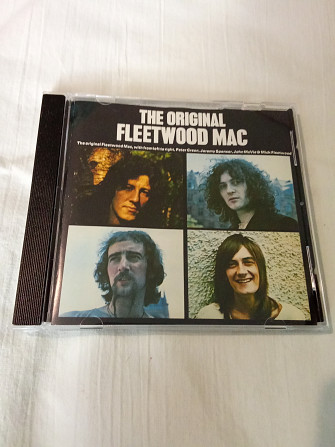 THE ORIGINAL
FLEETWOOD MAC
The original Fleetwood Mac, with from left to right, Peter Green, Jeremy Spencer, John McVie & Mick Fleetwood